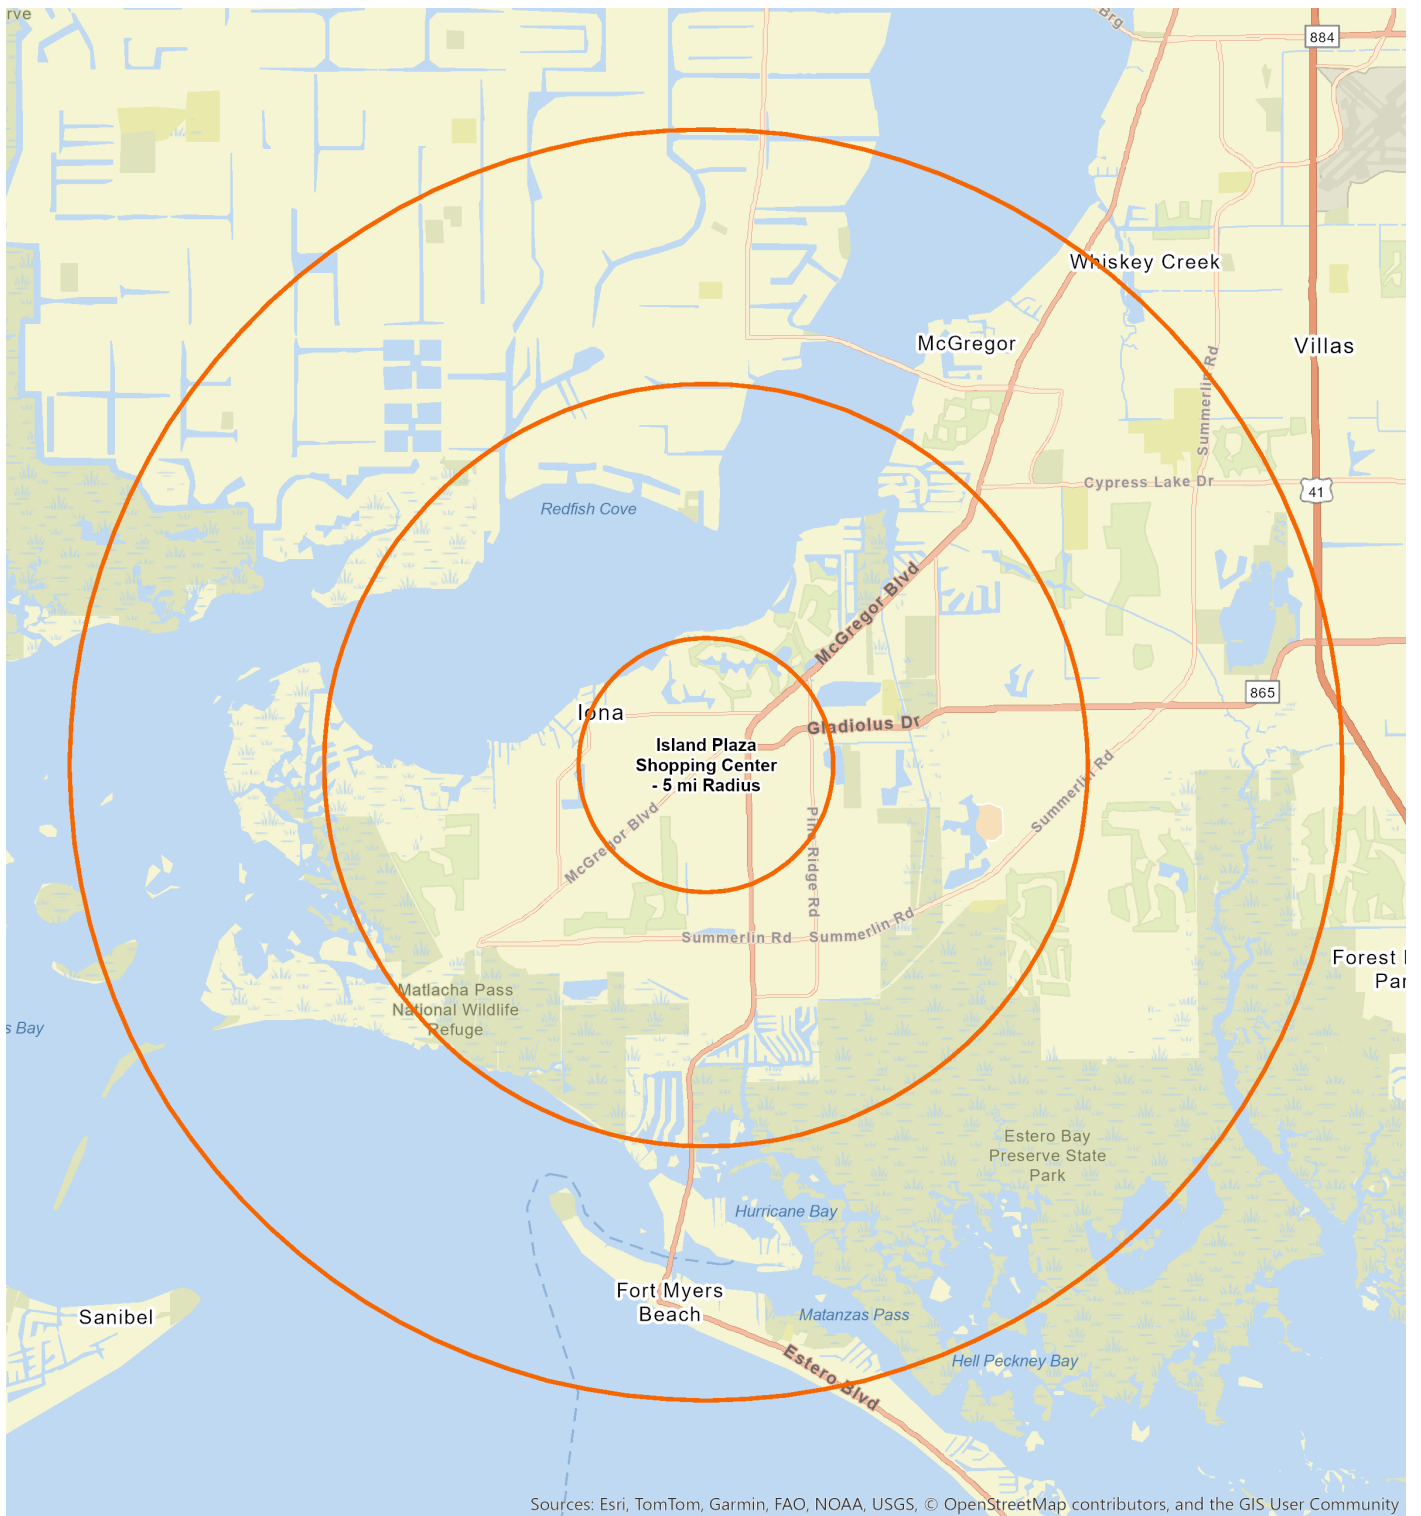 rve
Brg
884
Whiskey Creek
McGregor
Villas
Summerlin Rd
Cypress Lake Dr
41
Redfish Cove
McGregor Blvd
865
Iona
Gladiolus Dr
Island Plaza
Shopping Center
- 5 mi Radius
Summerlin Rd
McGregor Blvd
Pine Ridge Rd
Summerlin Rd
Summerlin Rd
Forest
Par
Matlacha Pass
National Wildlife
Refuge
s Bay
Estero Bay
Preserve State
Park
Hurricane Bay
Fort Myers
Beach
Matanzas Pass
Sanibel
Hell Peckney Bay
Estero Blvd
Sources: Esri, TomTom, Garmin, FAO, NOAA, USGS, © OpenStreetMap contributors, and the GIS User Community